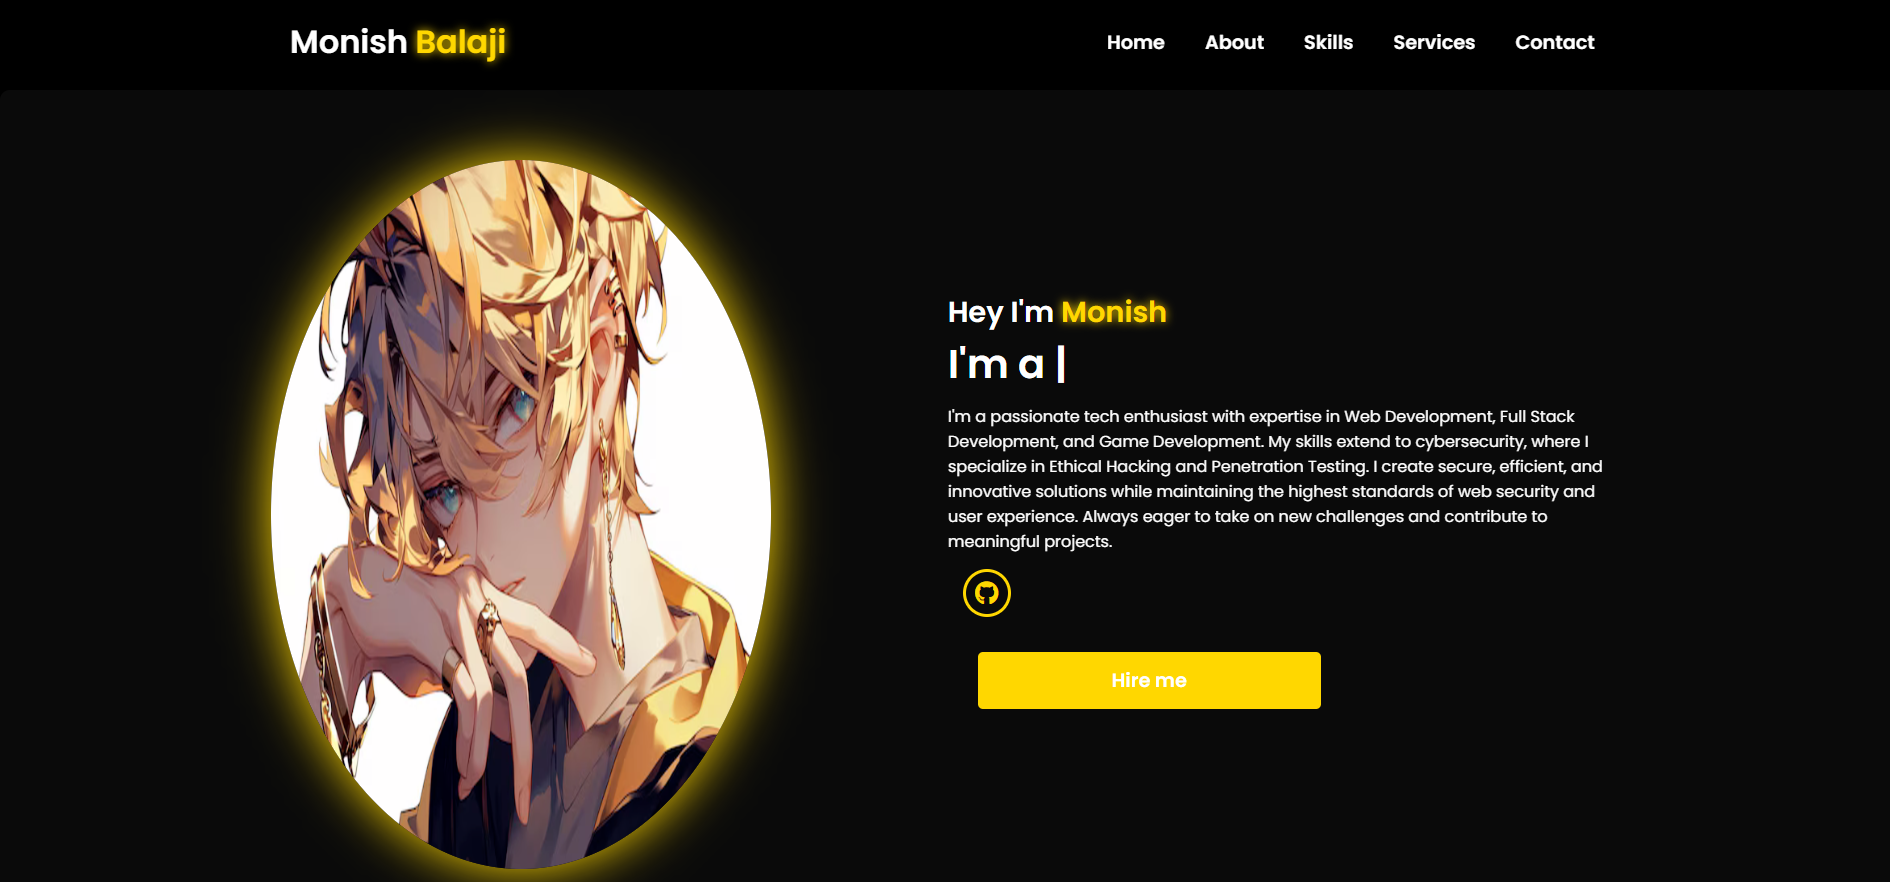 Monish Balaji
Home About Skills Services Contact
Hey I'm Monish
I'm a |
I'm a passionate tech enthusiast with expertise in Web Development, Full Stack
Development, and Game Development. My skills extend to cybersecurity, where I
specialize in Ethical Hacking and Penetration Testing. I create secure, efficient, and
innovative solutions while maintaining the highest standards of web security and
user experience. Always eager to take on new challenges and contribute to
meaningful projects.
Hire me